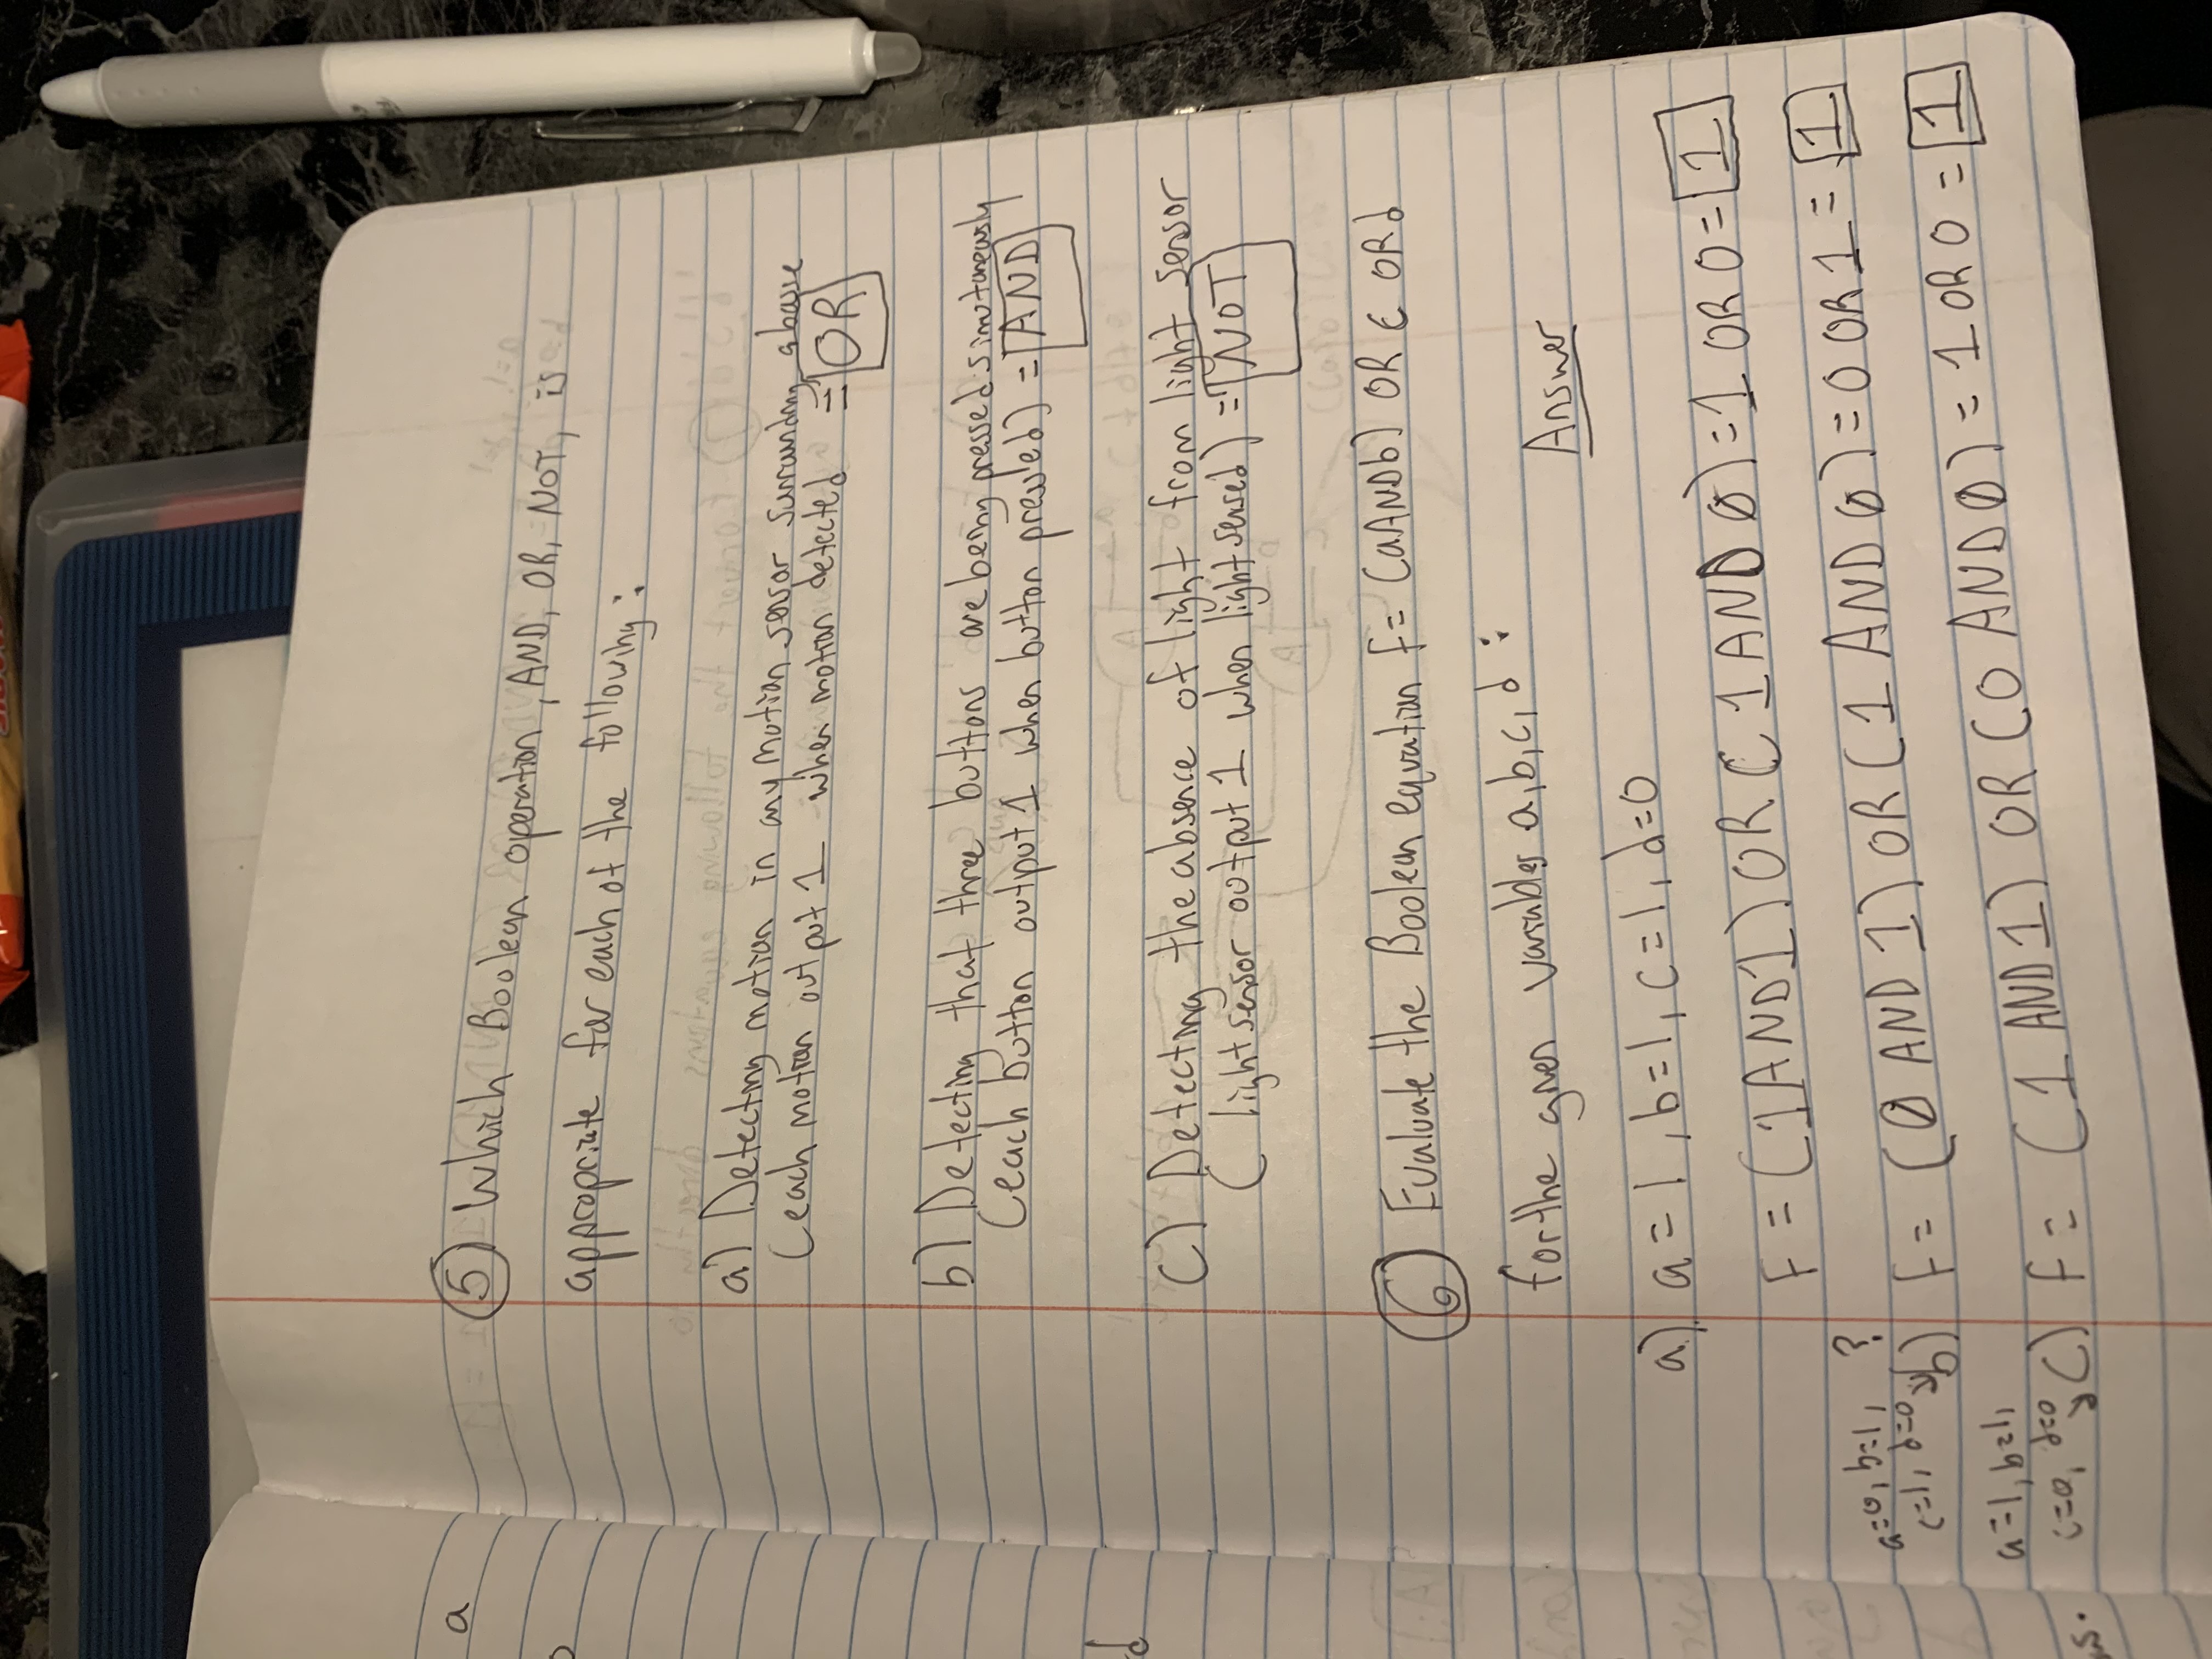 a
d
ws.
5) Which Boolean operation, AND, OR, NOT, is
appropriate for each of the following:
a) Detecting motion in any motion sensor surrounding a house
(each motion output 1 when motion detected = OR
b) Detecting that three buttons are being pressed simutaneously
(each button output 1 when button pressed) = AND
c) Detecting the absence of light from light sensor
(light sensor output 1 when light sensed) = NOT
6) Evaluate the Boolean equation F= (a AND b) OR C OR d
for the given variables a,b,c,d:
Answer
a) a=1, b=1, c=1, d=0
F = (1 AND 1) OR (1 AND 0) = 1 OR 0 = 1
a=0, b=1, ?
c=1, d=0
b) F = (0 AND 1) OR (1 AND 0) = 0 OR 1 = 1
a=1, b=1,
c=0, d=0
C) F = (1 AND 1) OR (0 AND 0) = 1 OR 0 = 1